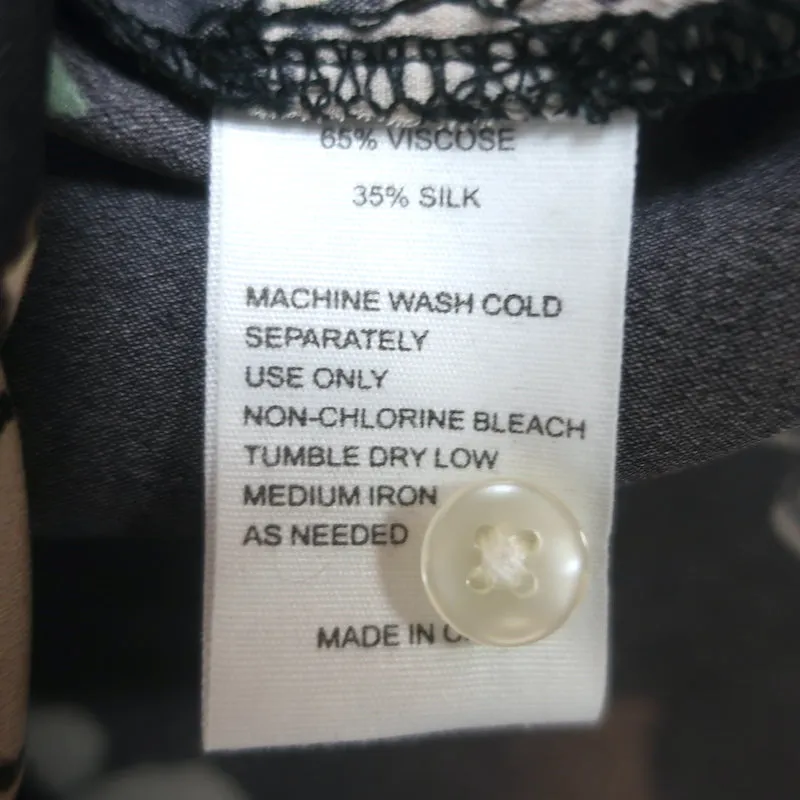 65% VISCOSE
35% SILK
MACHINE WASH COLD
SEPARATELY
USE ONLY
NON-CHLORINE BLEACH
TUMBLE DRY LOW
MEDIUM IRON
AS NEEDED
MADE IN